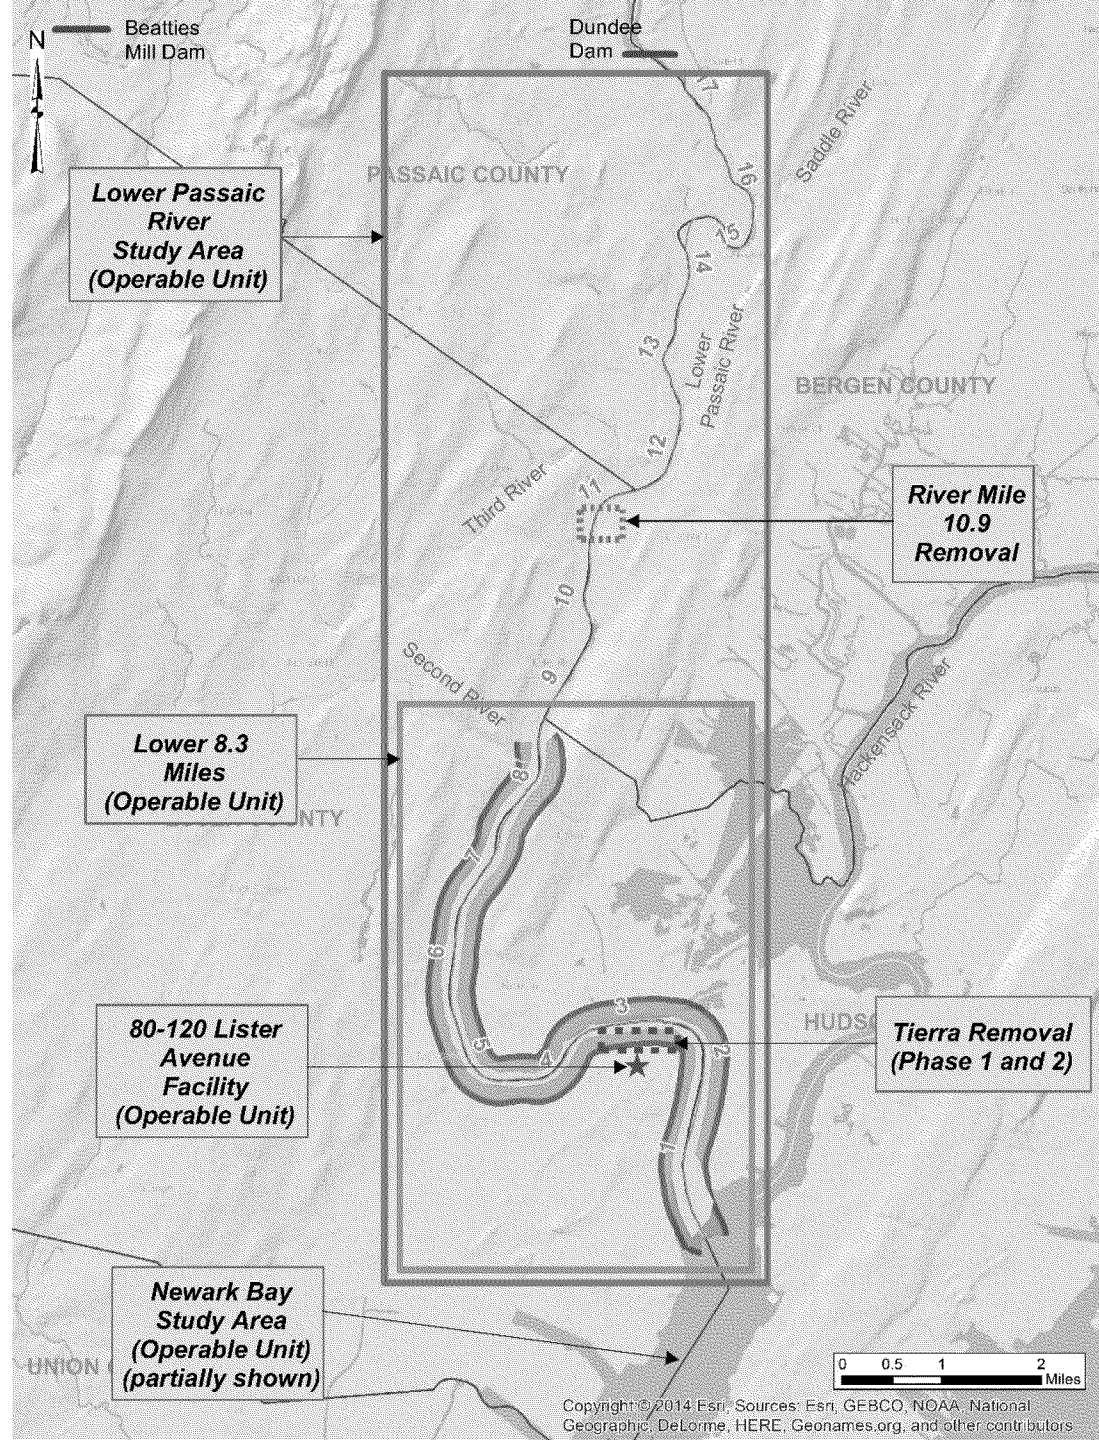 N
Beatties
Mill Dam
Dundee
Dam
17
Saddle River
16
PASSAIC COUNTY
Lower Passaic
River
Study Area
(Operable Unit)
15
14
13
Lower
Passaic River
BERGEN COUNTY
12
Third River
11
River Mile
10.9
Removal
10
9
Second River
Hackensack River
Lower 8.3
Miles
(Operable Unit)
COUNTY
8
7
6
5
4
3
2
1
80-120 Lister
Avenue
Facility
(Operable Unit)
HUDS
Tierra Removal
(Phase 1 and 2)
Newark Bay
Study Area
(Operable Unit)
(partially shown)
UNION
0 0.5 1 2
Miles
Copyright:© 2014 Esri, Sources: Esri, GEBCO, NOAA, National
Geographic, DeLorme, HERE, Geonames.org, and other contributors